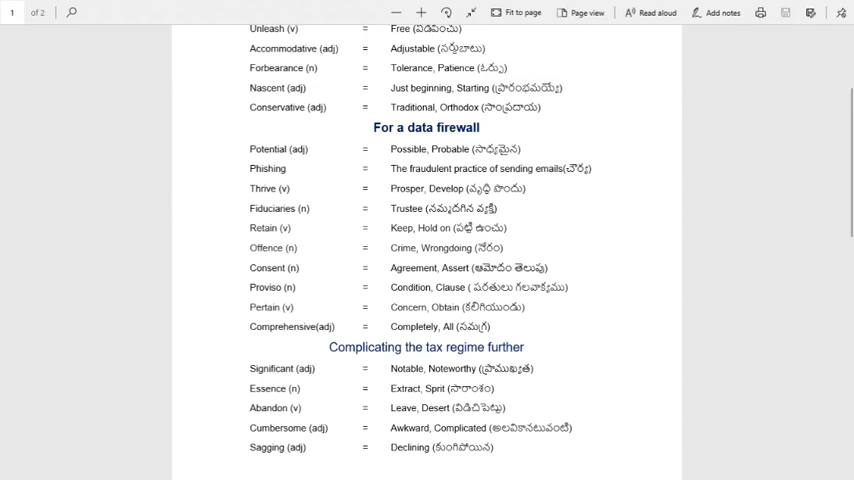 1 of 2 Fit to page Page view Read aloud Add notes
Unleash (v) = Free (విడిపించు)
Accommodative (adj) = Adjustable (సర్దుబాటు)
Forbearance (n) = Tolerance, Patience (ఓర్పు)
Nascent (adj) = Just beginning, Starting (ప్రారంభమయ్యే)
Conservative (adj) = Traditional, Orthodox (సాంప్రదాయ)
For a data firewall
Potential (adj) = Possible, Probable (సాధ్యమైన)
Phishing = The fraudulent practice of sending emails(చౌర్య)
Thrive (v) = Prosper, Develop (వృద్ధి పొందు)
Fiduciaries (n) = Trustee (నమ్మదగిన వ్యక్తి)
Retain (v) = Keep, Hold on (పట్టి ఉంచు)
Offence (n) = Crime, Wrongdoing (నేరం)
Consent (n) = Agreement, Assert (ఆమోదం తెలుపు)
Proviso (n) = Condition, Clause ( షరతులు గలవాక్యము)
Pertain (v) = Concern, Obtain (కలిగియుండు)
Comprehensive(adj) = Completely, All (సమగ్ర)
Complicating the tax regime further
Significant (adj) = Notable, Noteworthy (ప్రాముఖ్యత)
Essence (n) = Extract, Sprit (సారాంశం)
Abandon (v) = Leave, Desert (విడిచిపెట్టు)
Cumbersome (adj) = Awkward, Complicated (అలవికానటువంటి)
Sagging (adj) = Declining (కుంగిపోయిన)